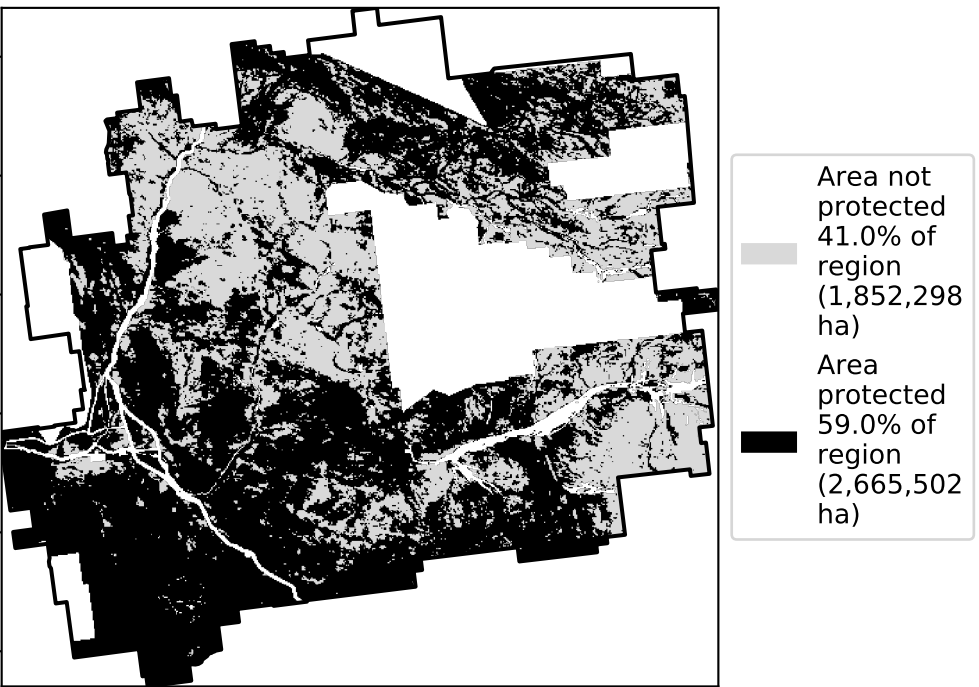 Area not
protected
41.0% of
region
(1,852,298
ha)
Area
protected
59.0% of
region
(2,665,502
ha)